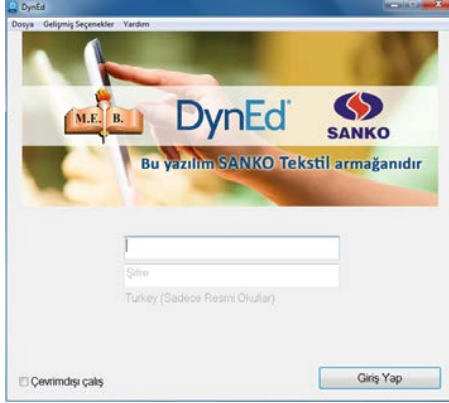 DynEd
Dosya Gelişmiş Seçenekler Yardım
M.E. B.
DynEd
SANKO
Bu yazılım SANKO Tekstil armağanıdır
Şifre
Turkey (Sadece Resmi Okullar)
Çevrimdışı çalış
Giriş Yap